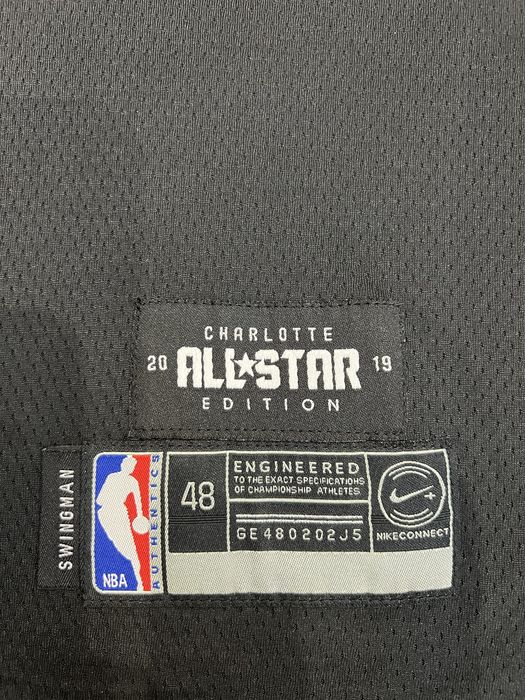 CHARLOTTE
20 ALL★STAR 19
EDITION
SWINGMAN
NBA
AUTHENTICS
48
ENGINEERED
TO THE EXACT SPECIFICATIONS
OF CHAMPIONSHIP ATHLETES
GE480202J5
NIKECONNECT